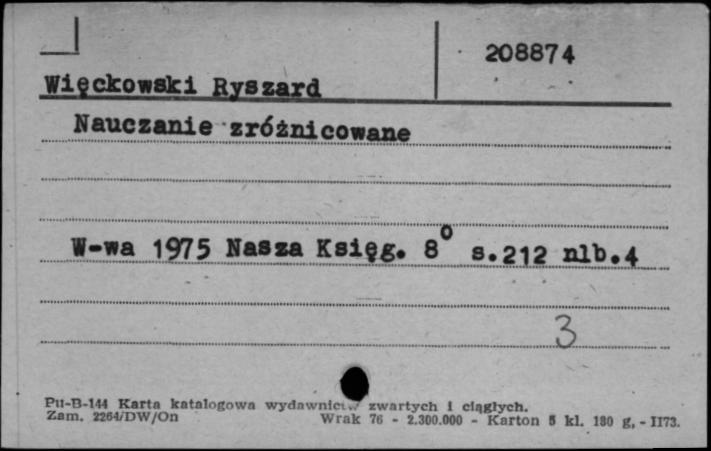 208874
Więckowski Ryszard
Nauczanie zróżnicowane
W-wa 1975 Nasza Księg. 8° s.212 nlb.4
3
Pu-B-144 Karta katalogowa wydawnictw zwartych i ciągłych.
Zam. 2264/DW/On Wrak 76 - 2.300.000 - Karton 5 kl. 180 g, - II73.